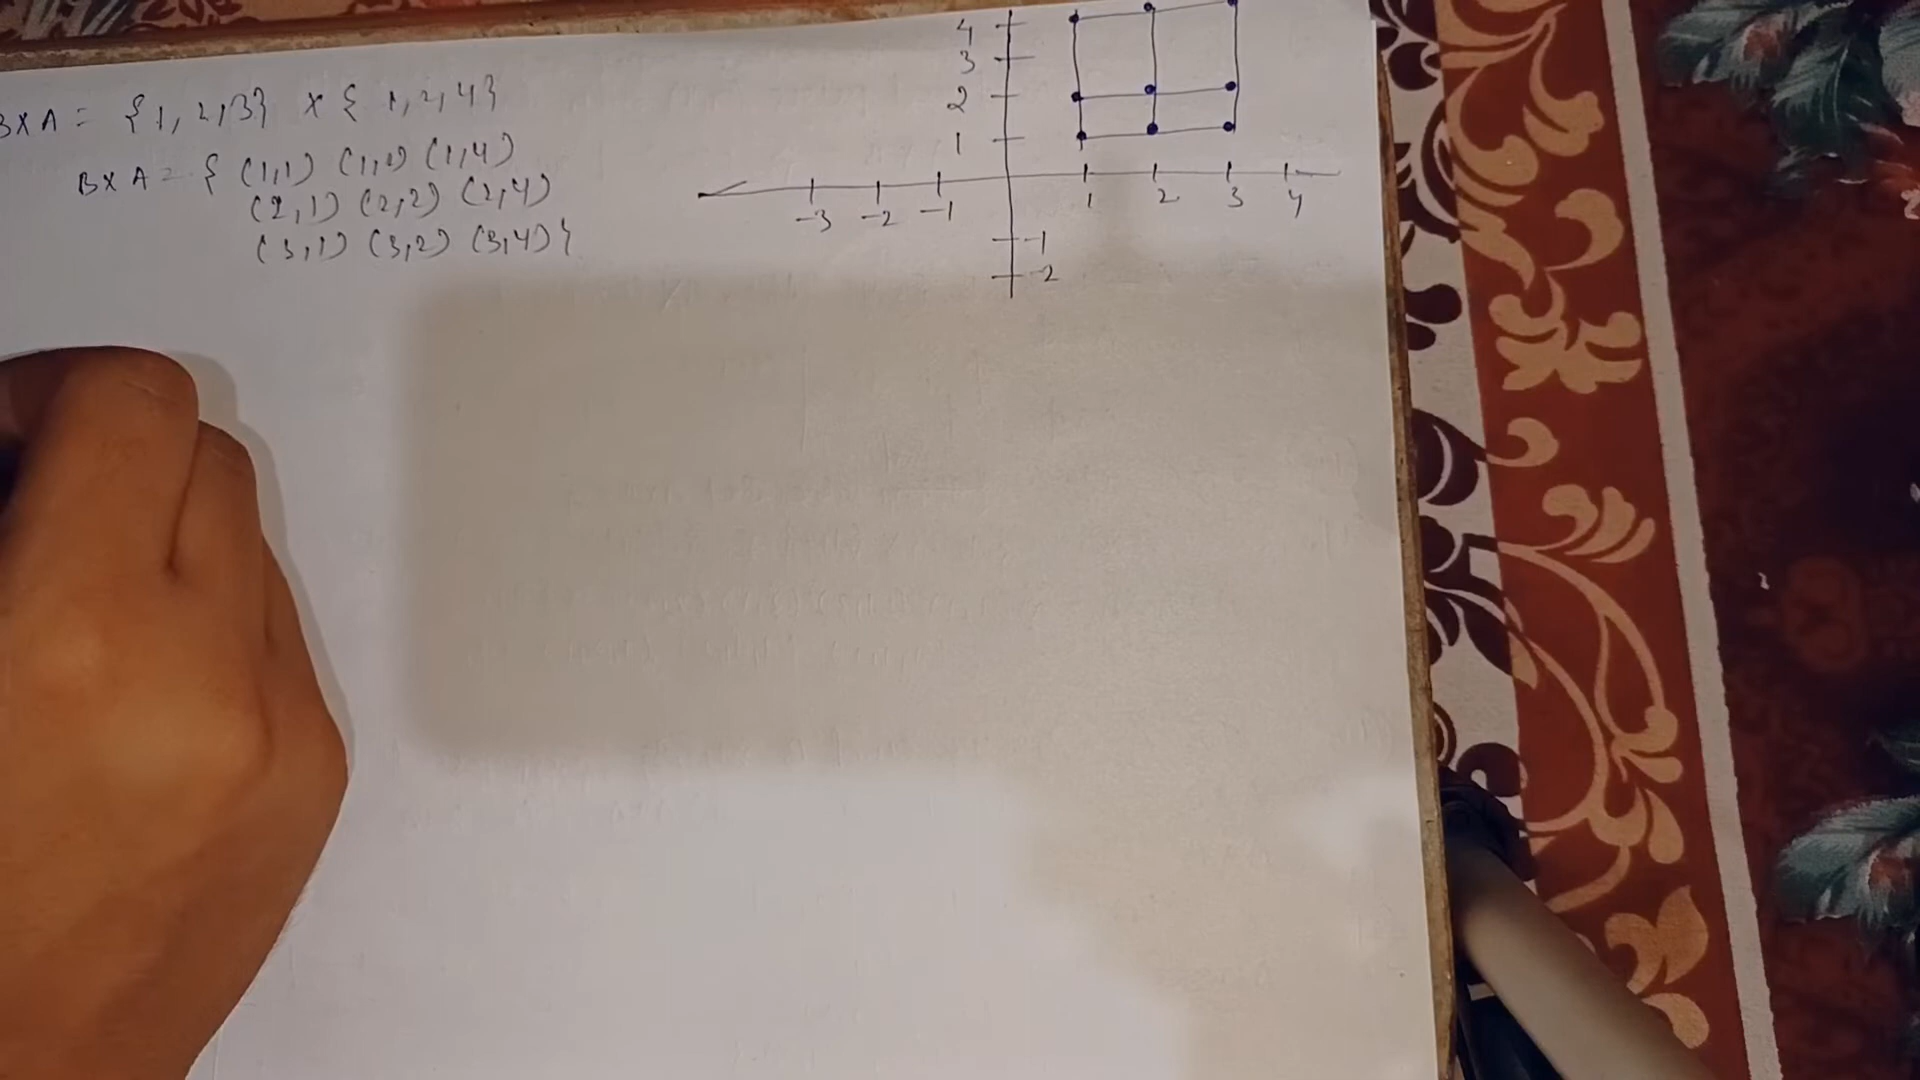 B×A = {1, 2, 3} × { 1, 2, 4}
B×A = { (1,1) (1,2) (1,4)
(2,1) (2,2) (2,4)
(3,1) (3,2) (3,4) }
4
3
2
1
-3 -2 -1 1 2 3 4
-1
-2